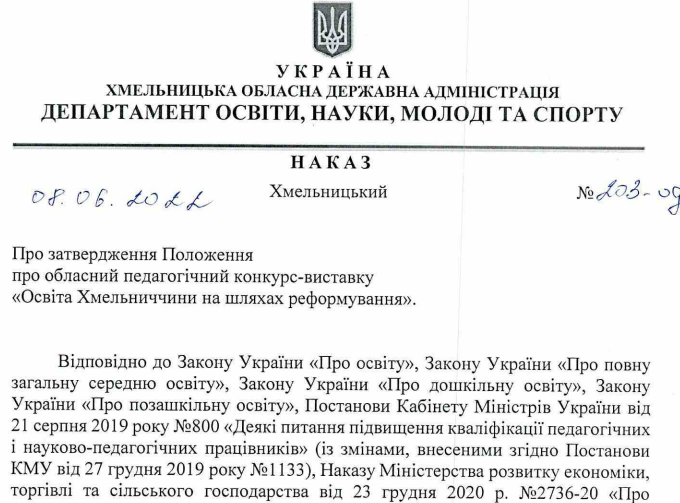 УКРАЇНА
ХМЕЛЬНИЦЬКА ОБЛАСНА ДЕРЖАВНА АДМІНІСТРАЦІЯ
ДЕПАРТАМЕНТ ОСВІТИ, НАУКИ, МОЛОДІ ТА СПОРТУ
НАКАЗ
08.06.2022 Хмельницький №203-од
Про затвердження Положення
про обласний педагогічний конкурс-виставку
«Освіта Хмельниччини на шляхах реформування».
Відповідно до Закону України «Про освіту», Закону України «Про повну
загальну середню освіту», Закону України «Про дошкільну освіту», Закону
України «Про позашкільну освіту», Постанови Кабінету Міністрів України від
21 серпня 2019 року №800 «Деякі питання підвищення кваліфікації педагогічних
і науково-педагогічних працівників» (із змінами, внесеними згідно Постанови
КМУ від 27 грудня 2019 року №1133), Наказу Міністерства розвитку економіки,
торгівлі та сільського господарства від 23 грудня 2020 р. №2736-20 «Про